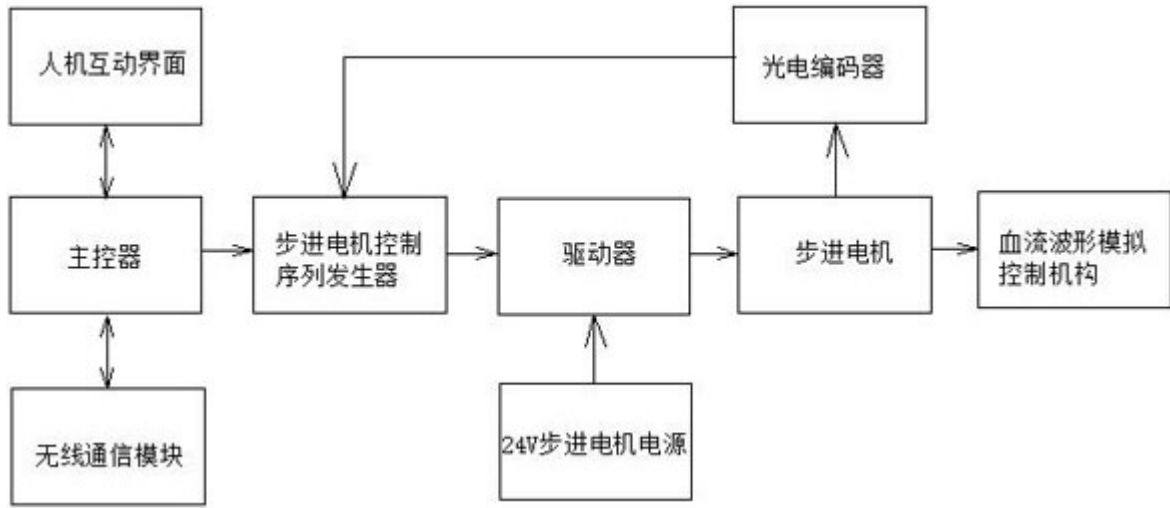 人机互动界面
光电编码器
主控器
步进电机控制
序列发生器
驱动器
步进电机
血流波形模拟
控制机构
无线通信模块
24V步进电机电源